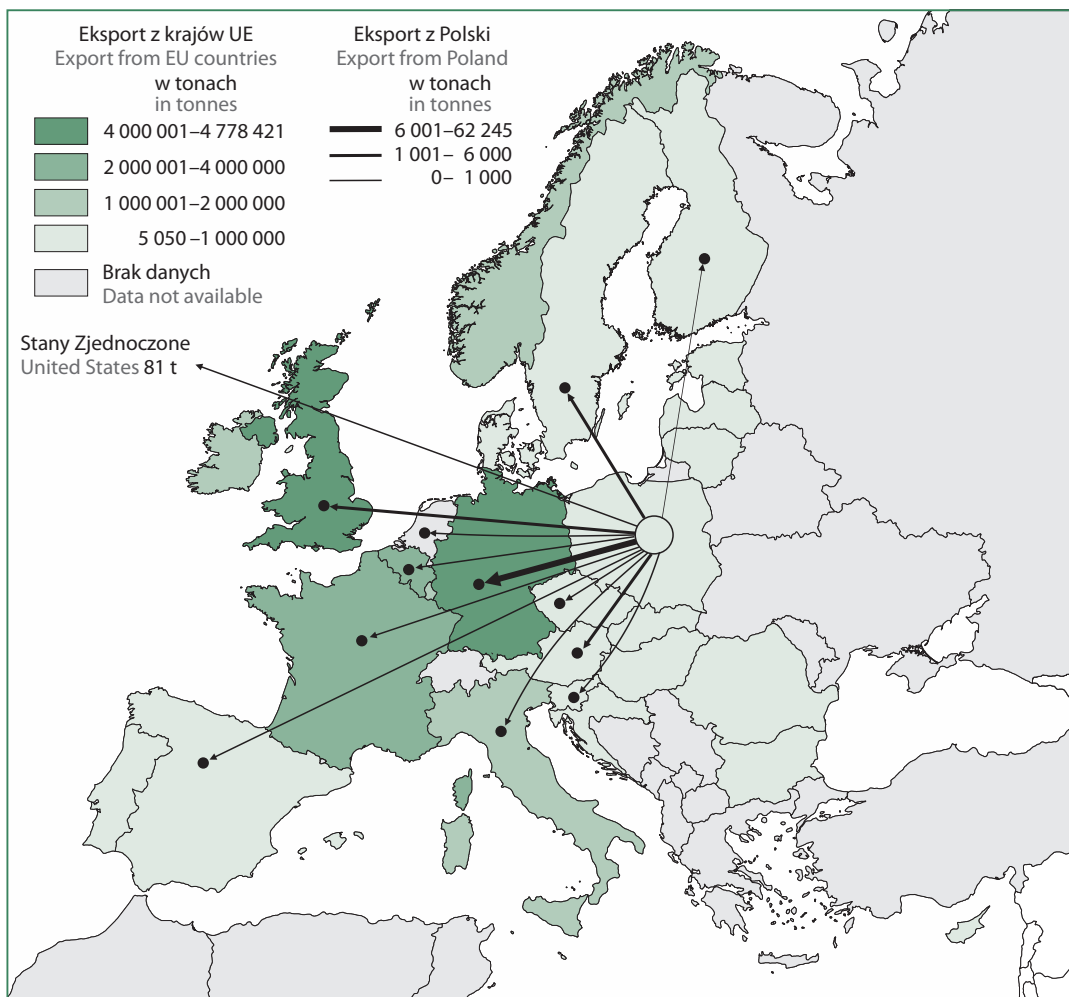 Eksport z krajów UE
Export from EU countries
w tonach
in tonnes
4 000 001–4 778 421
2 000 001–4 000 000
1 000 001–2 000 000
5 050 –1 000 000
Brak danych
Data not available
Eksport z Polski
Export from Poland
w tonach
in tonnes
6 001–62 245
1 001– 6 000
0– 1 000
Stany Zjednoczone
United States 81 t